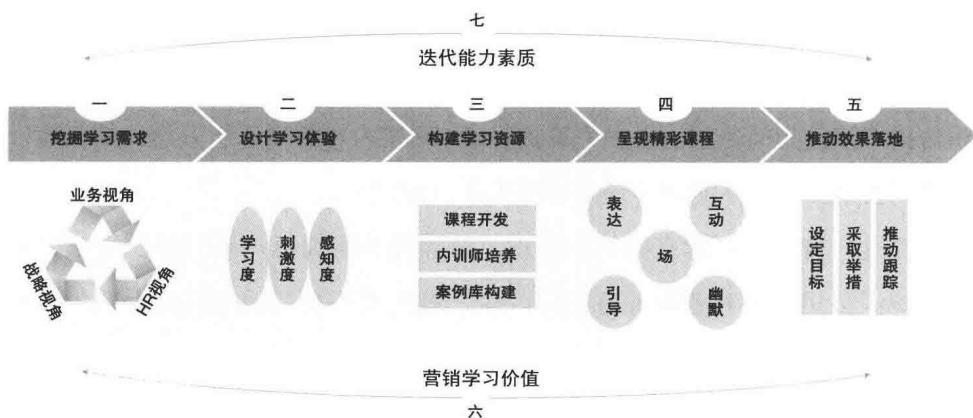 七
迭代能力素质
一
二
三
四
五
挖掘学习需求
设计学习体验
构建学习资源
呈现精彩课程
推动效果落地
业务视角
战略视角
HR视角
学习度
刺激度
感知度
课程开发
内训师培养
案例库构建
表达
互动
场
引导
幽默
设定目标
采取举措
推动跟踪
营销学习价值
六